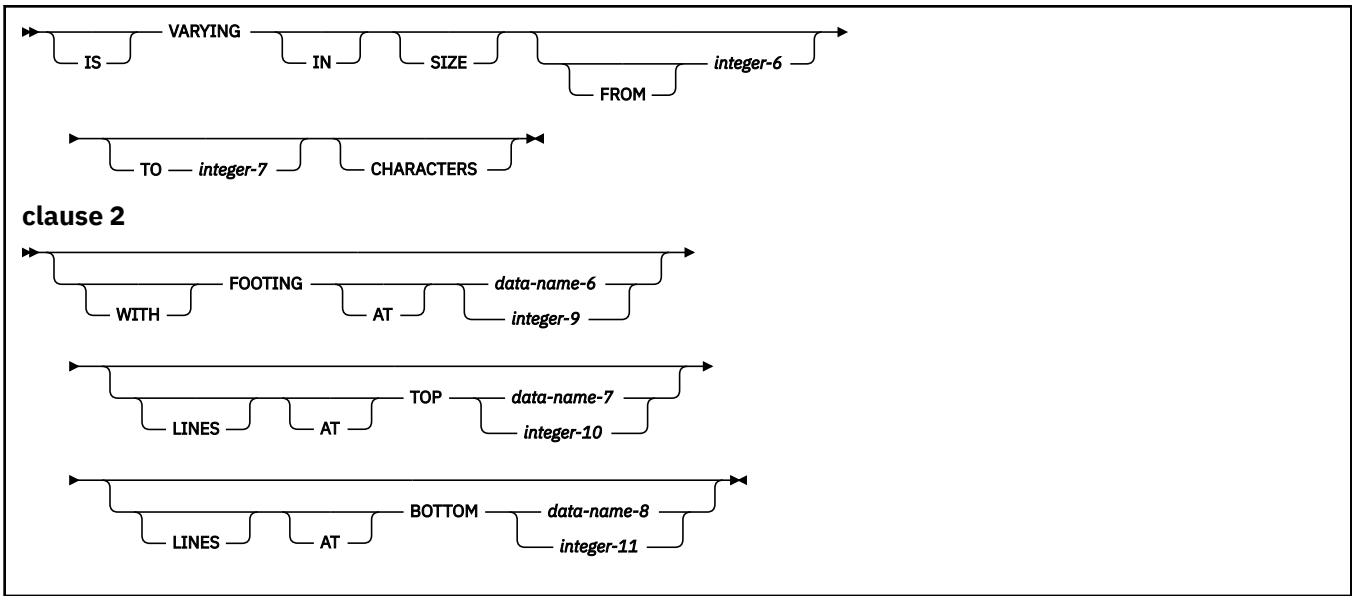 VARYING
IS IN SIZE integer-6
FROM
TO integer-7 CHARACTERS
clause 2
FOOTING data-name-6
WITH AT integer-9
TOP data-name-7
LINES AT integer-10
BOTTOM data-name-8
LINES AT integer-11